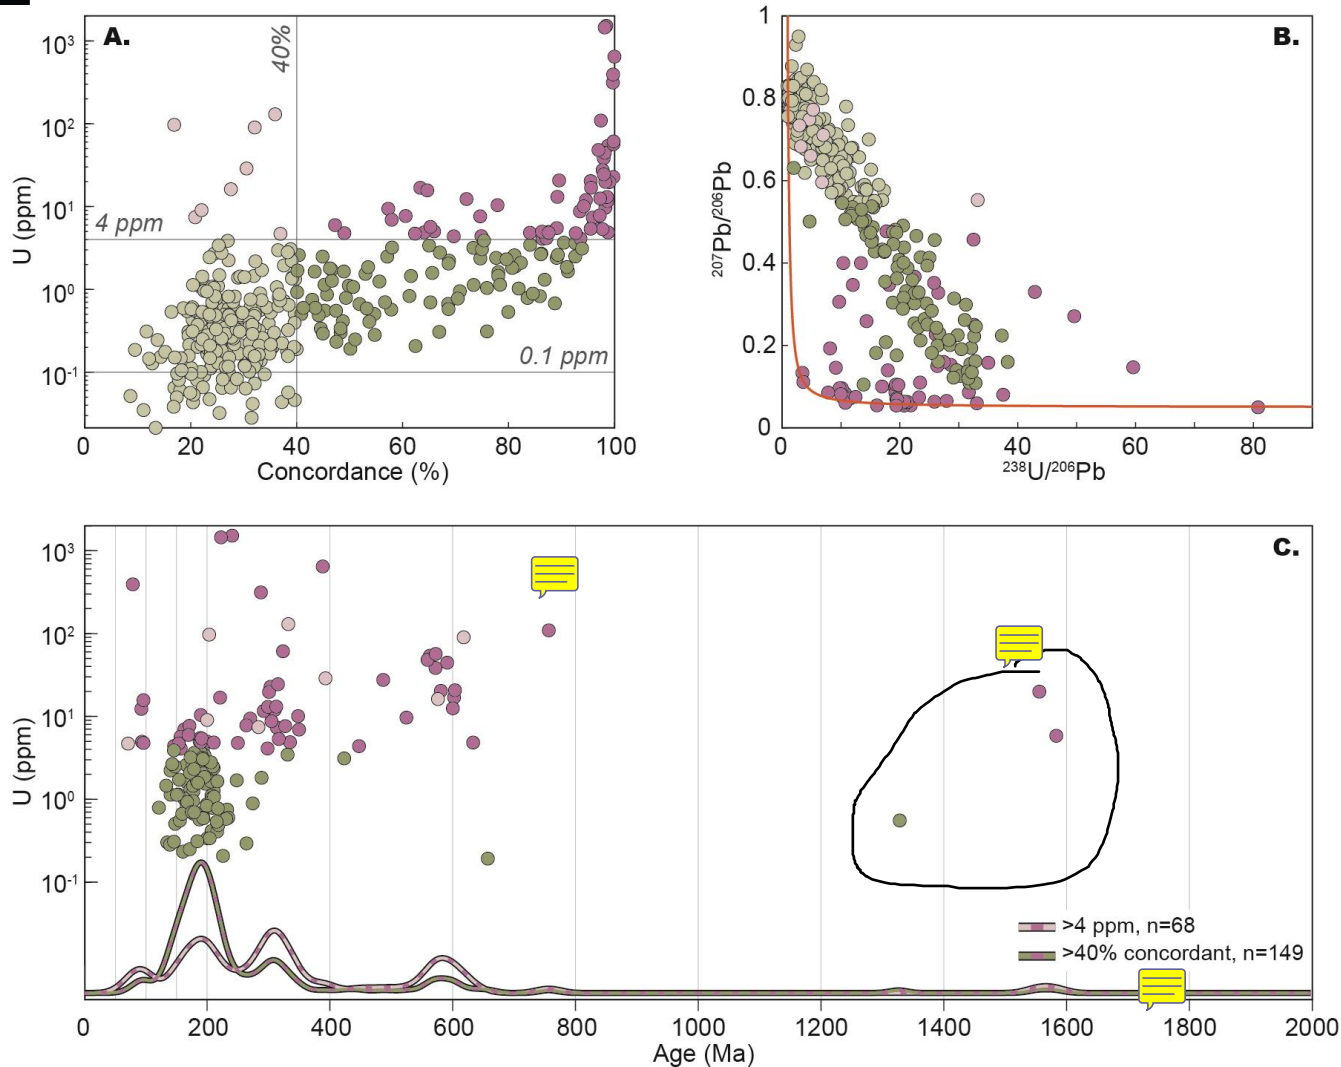 A.
40%
10³
10²
10¹
10⁰
10⁻¹
U (ppm)
4 ppm
0.1 ppm
0 20 40 60 80 100
Concordance (%)
B.
1
0.8
0.6
0.4
0.2
0
²⁰⁷Pb/²⁰⁶Pb
0 20 40 60 80
²³⁸U/²⁰⁶Pb
C.
10³
10²
10¹
10⁰
10⁻¹
U (ppm)
>4 ppm, n=68
>40% concordant, n=149
0 200 400 600 800 1000 1200 1400 1600 1800 2000
Age (Ma)